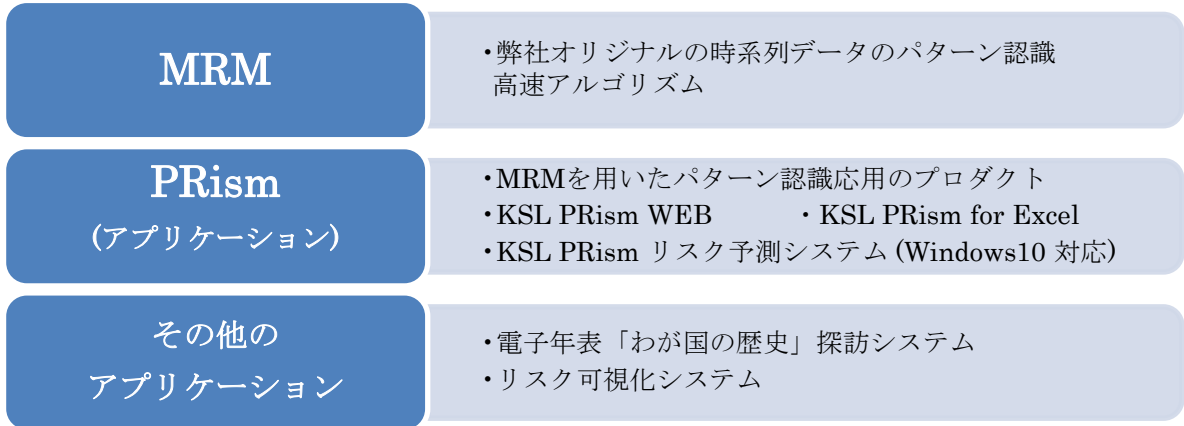 MRM
・弊社オリジナルの時系列データのパターン認識
高速アルゴリズム
PRism
(アプリケーション)
・MRMを用いたパターン認識応用のプロダクト
・KSL PRism WEB ・KSL PRism for Excel
・KSL PRism リスク予測システム (Windows10 対応)
その他の
アプリケーション
・電子年表「わが国の歴史」探訪システム
・リスク可視化システム